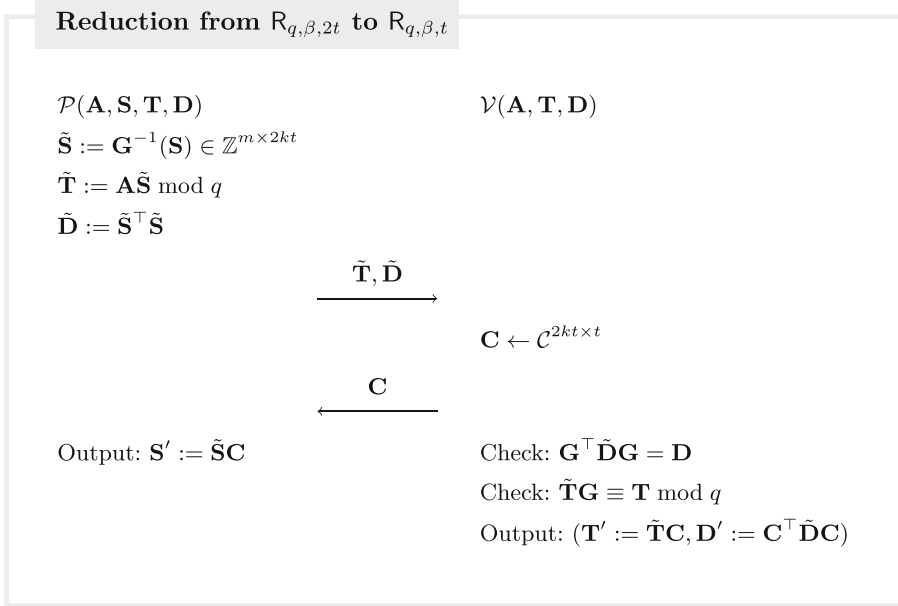 Reduction from R_{q,β,2t} to R_{q,β,t}
𝒫(𝐀, 𝐒, 𝐓, 𝐃)
𝒱(𝐀, 𝐓, 𝐃)
𝐒̃ := 𝐆^{−1}(𝐒) ∈ ℤ^{m×2kt}
𝐓̃ := 𝐀𝐒̃ mod q
𝐃̃ := 𝐒̃^⊤𝐒̃
𝐓̃, 𝐃̃
𝐂 ← 𝒞^{2kt×t}
𝐂
Output: 𝐒′ := 𝐒̃𝐂
Check: 𝐆^⊤𝐃̃𝐆 = 𝐃
Check: 𝐓̃𝐆 ≡ 𝐓 mod q
Output: (𝐓′ := 𝐓̃𝐂, 𝐃′ := 𝐂^⊤𝐃̃𝐂)